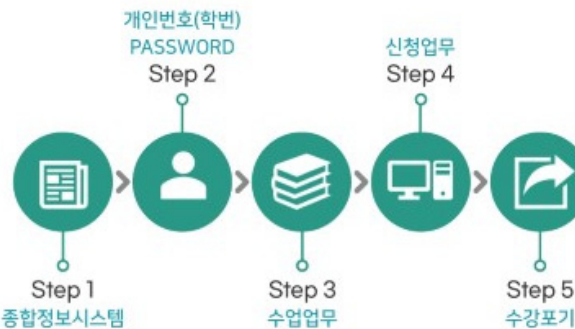 개인번호(학번)
PASSWORD
Step 2
신청업무
Step 4
Step 1
종합정보시스템
Step 3
수업업무
Step 5
수강포기